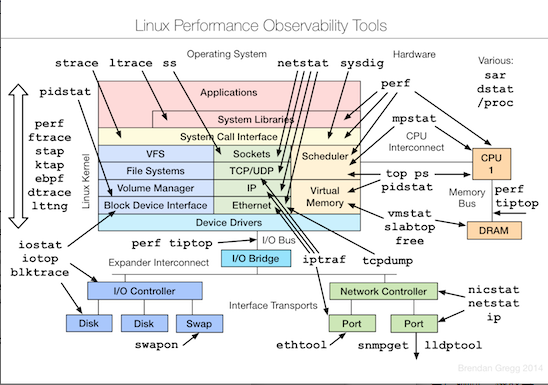 Linux Performance Observability Tools
Operating System
Hardware
Various:
sar
dstat
/proc
strace ltrace ss
netstat sysdig
pidstat
perf
Applications
System Libraries
System Call Interface
mpstat
CPU
Interconnect
perf
ftrace
stap
ktap
ebpf
dtrace
lttng
Linux Kernel
VFS
Sockets
Scheduler
File Systems
TCP/UDP
Volume Manager
IP
Virtual
Memory
Block Device Interface
Ethernet
Device Drivers
CPU
1
top ps
pidstat
Memory
Bus
perf
tiptop
vmstat
slabtop
free
DRAM
iostat
iotop
blktrace
perf tiptop
I/O Bus
Expander Interconnect
I/O Bridge
iptraf
tcpdump
I/O Controller
Interface Transports
Network Controller
nicstat
netstat
ip
Disk
Disk
Swap
Port
Port
swapon
ethtool
snmpget
lldptool
Brendan Gregg 2014